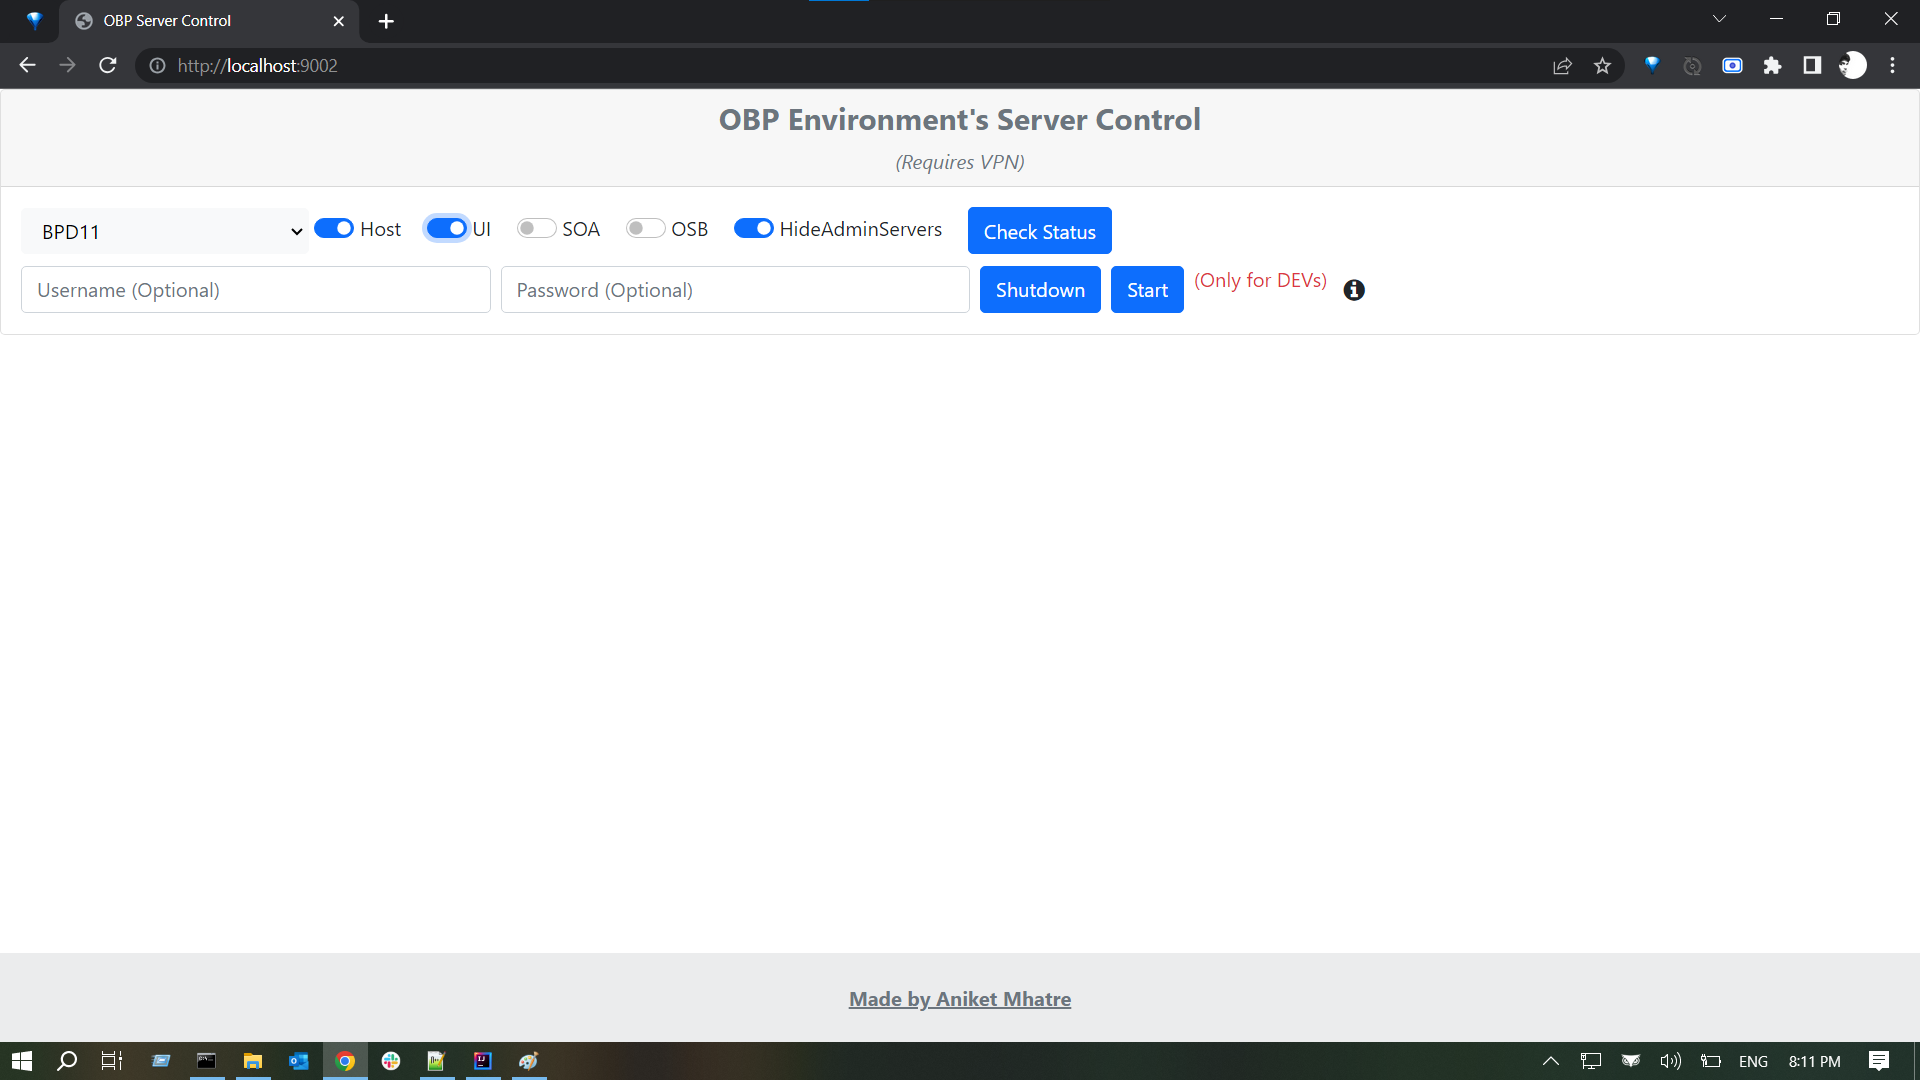 OBP Server Control
http://localhost:9002
OBP Environment's Server Control
(Requires VPN)
BPD11 Host UI SOA OSB HideAdminServers Check Status
Username (Optional) Password (Optional) Shutdown Start (Only for DEVs)
Made by Aniket Mhatre
ENG 8:11 PM